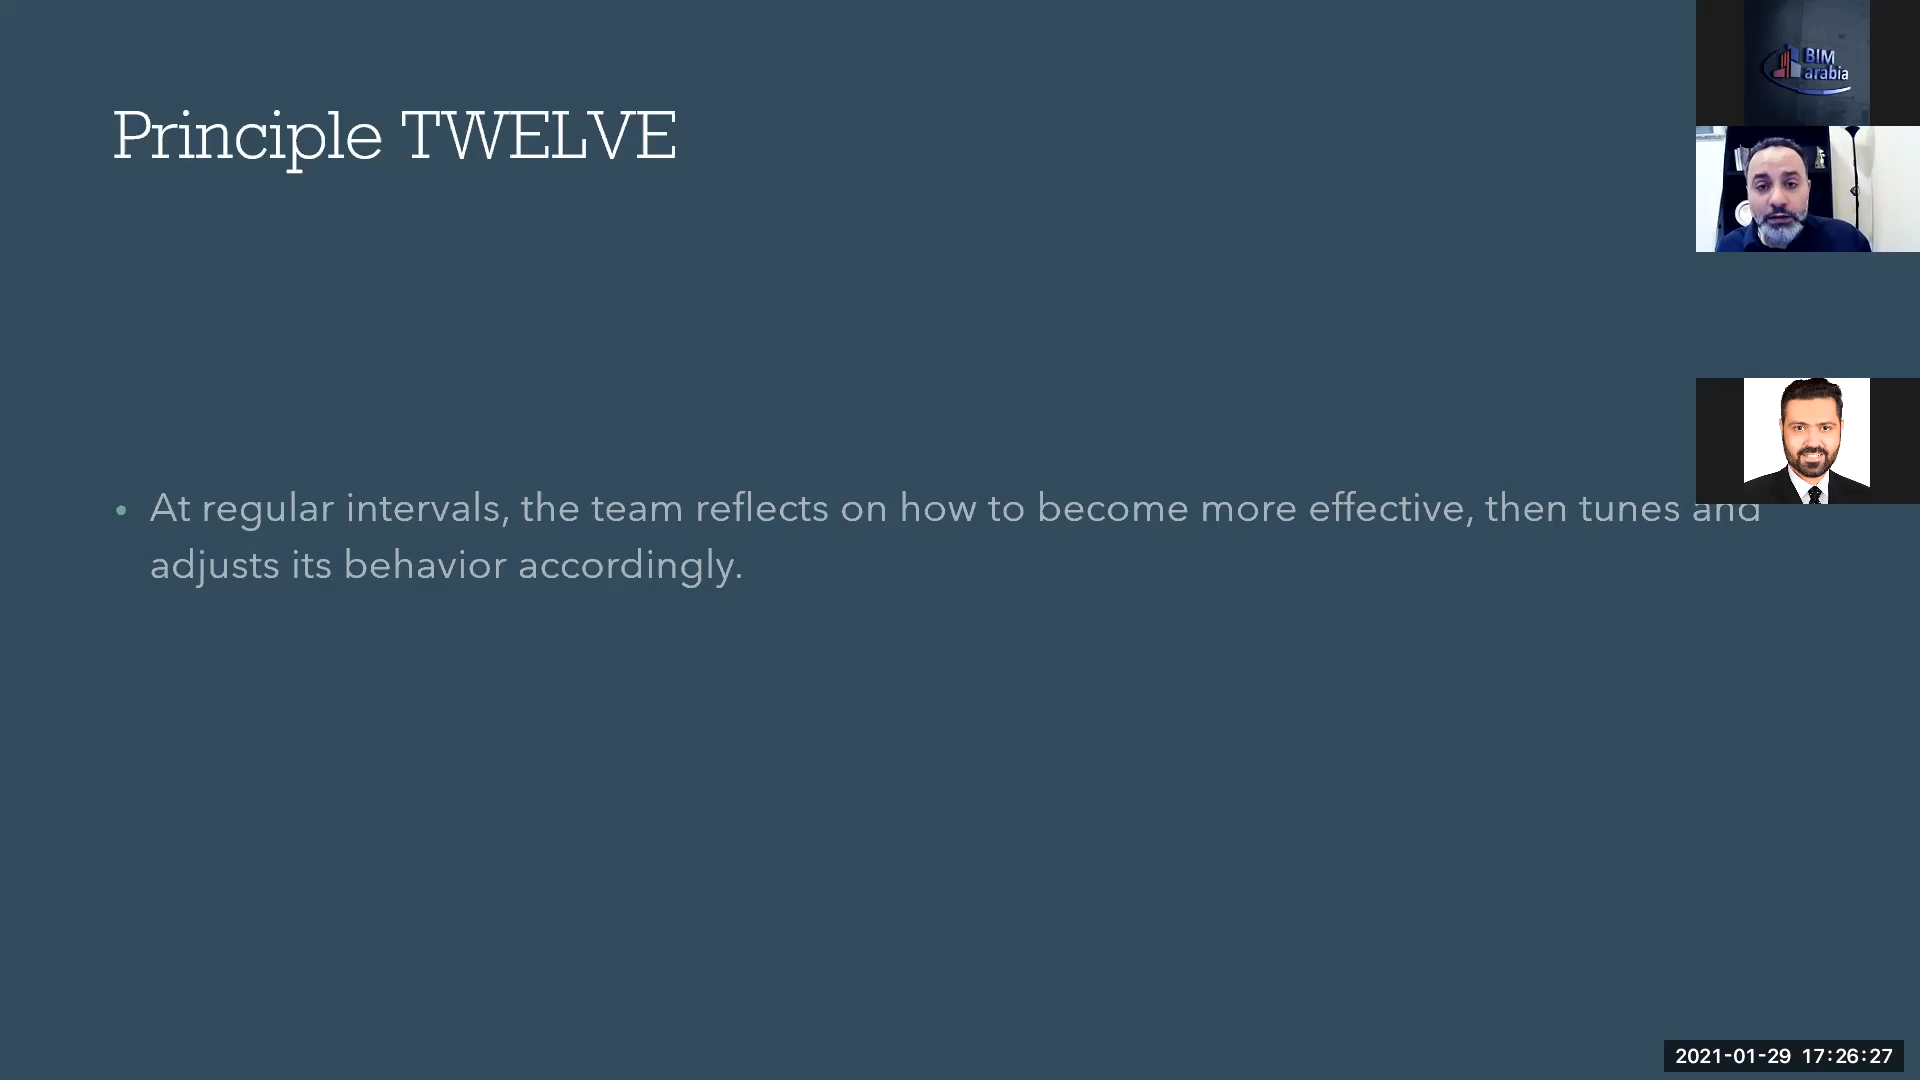 Principle TWELVE
BIM
arabia
• At regular intervals, the team reflects on how to become more effective, then tunes and
adjusts its behavior accordingly.
2021-01-29 17:26:27